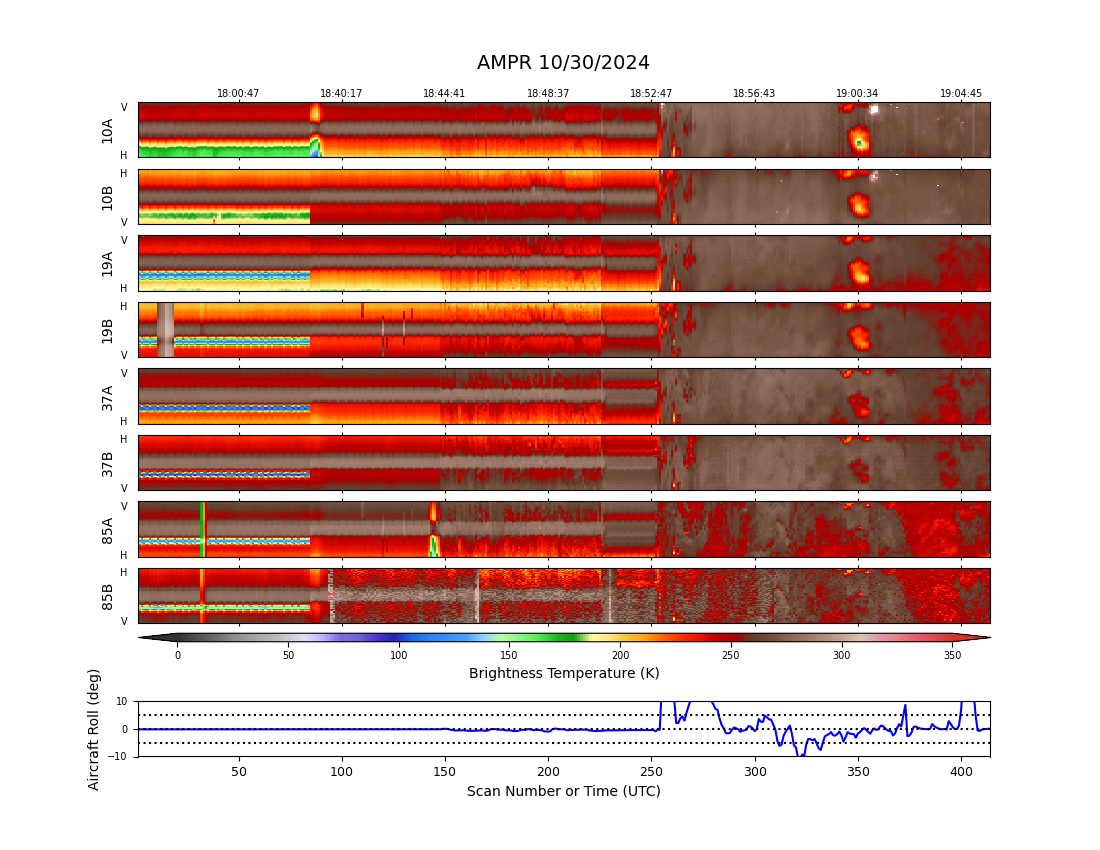 AMPR 10/30/2024
18:00:47 18:40:17 18:44:41 18:48:37 18:52:47 18:56:43 19:00:34 19:04:45
V
10A
H
H
10B
V
V
19A
H
H
19B
V
V
37A
H
H
37B
V
V
85A
H
H
85B
V
0 50 100 150 200 250 300 350
Brightness Temperature (K)
Aircraft Roll (deg)
10
0
−10
50 100 150 200 250 300 350 400
Scan Number or Time (UTC)